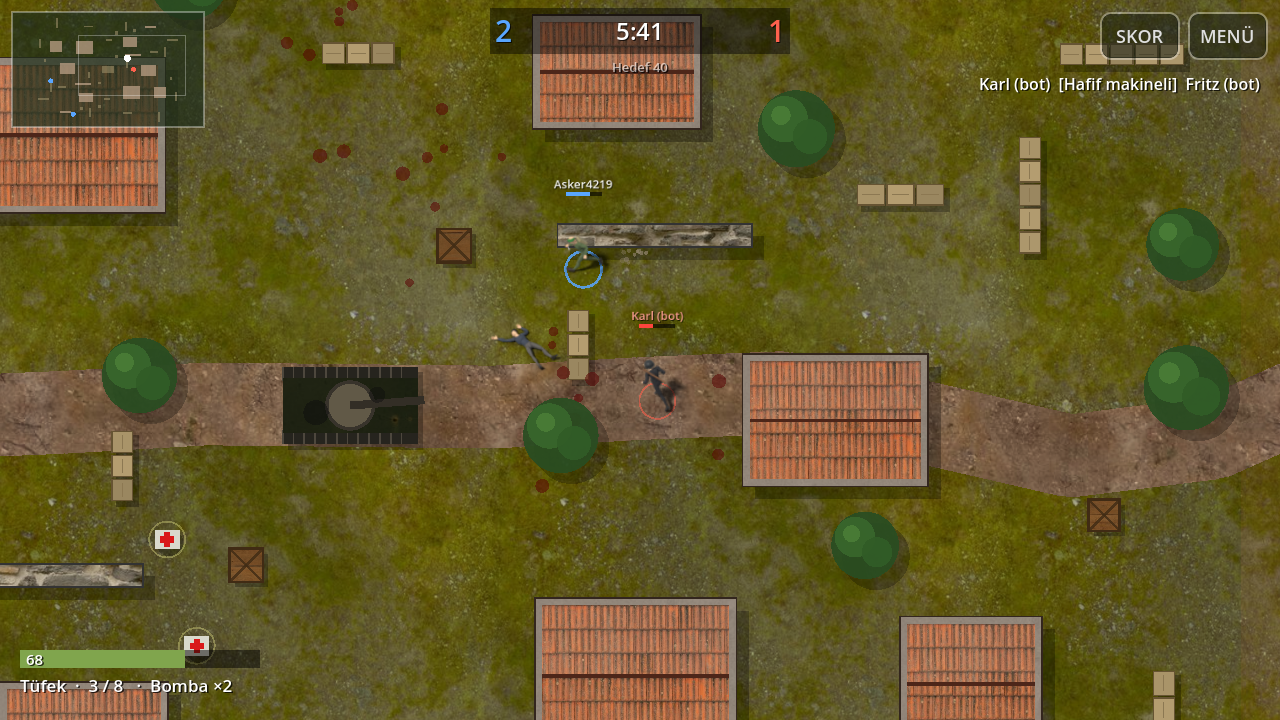 2 5:41 1
SKOR MENÜ
Hedef 40
Karl (bot) [Hafif makineli] Fritz (bot)
Asker4219
Karl (bot)
68
Tüfek · 3 / 8 · Bomba ×2